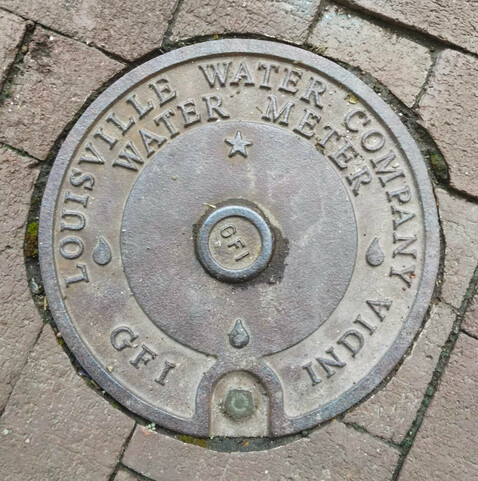 LOUISVILLE WATER COMPANY
WATER METER
GFI
GFI
INDIA